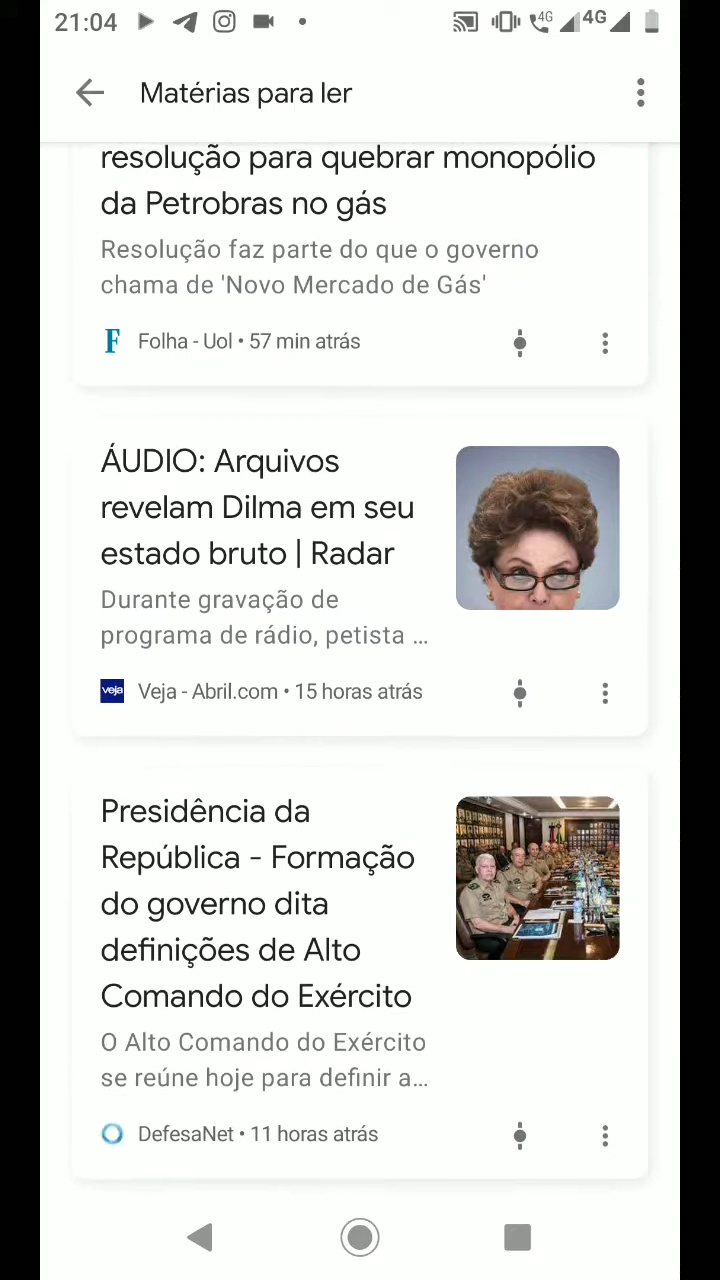 21:04
4G
4G
Matérias para ler
resolução para quebrar monopólio
da Petrobras no gás
Resolução faz parte do que o governo
chama de 'Novo Mercado de Gás'
F Folha - Uol • 57 min atrás
ÁUDIO: Arquivos
revelam Dilma em seu
estado bruto | Radar
Durante gravação de
programa de rádio, petista ...
veja Veja - Abril.com • 15 horas atrás
Presidência da
República - Formação
do governo dita
definições de Alto
Comando do Exército
O Alto Comando do Exército
se reúne hoje para definir a...
DefesaNet • 11 horas atrás